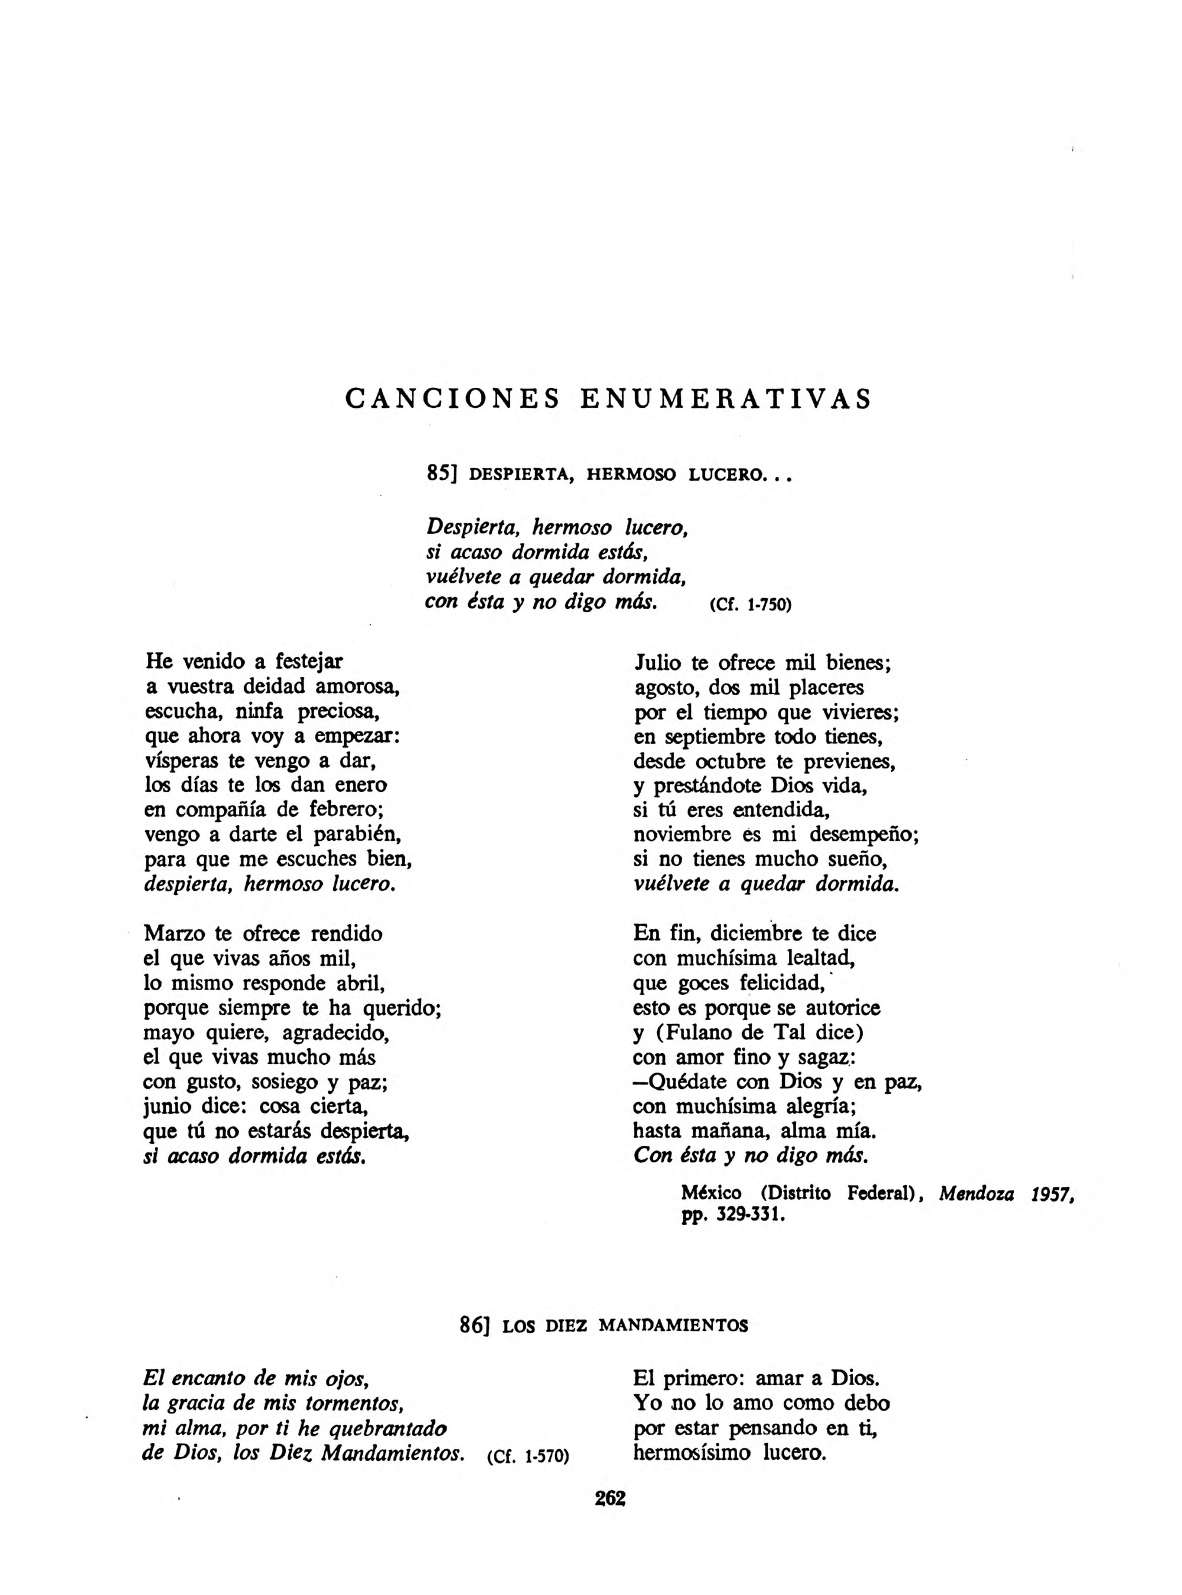 CANCIONES ENUMERATIVAS
85] DESPIERTA, HERMOSO LUCERO...
Despierta, hermoso lucero,
si acaso dormida estás,
vuélvete a quedar dormida,
con ésta y no digo más. (Cf. 1-750)
He venido a festejar
a vuestra deidad amorosa,
escucha, ninfa preciosa,
que ahora voy a empezar:
vísperas te vengo a dar,
los días te los dan enero
en compañía de febrero;
vengo a darte el parabién,
para que me escuches bien,
despierta, hermoso lucero.
Marzo te ofrece rendido
el que vivas años mil,
lo mismo responde abril,
porque siempre te ha querido;
mayo quiere, agradecido,
el que vivas mucho más
con gusto, sosiego y paz;
junio dice: cosa cierta,
que tú no estarás despierta,
si acaso dormida estás.
Julio te ofrece mil bienes;
agosto, dos mil placeres
por el tiempo que vivieres;
en septiembre todo tienes,
desde octubre te previenes,
y prestándote Dios vida,
si tú eres entendida,
noviembre es mi desempeño;
si no tienes mucho sueño,
vuélvete a quedar dormida.
En fin, diciembre te dice
con muchísima lealtad,
que goces felicidad,
esto es porque se autorice
y (Fulano de Tal dice)
con amor fino y sagaz:
—Quédate con Dios y en paz,
con muchísima alegría;
hasta mañana, alma mía.
Con ésta y no digo más.
México (Distrito Federal), Mendoza 1957,
pp. 329-331.
86] LOS DIEZ MANDAMIENTOS
El encanto de mis ojos,
la gracia de mis tormentos,
mi alma, por ti he quebrantado
de Dios, los Diez Mandamientos. (Cf. 1-570)
El primero: amar a Dios.
Yo no lo amo como debo
por estar pensando en ti,
hermosísimo lucero.
262